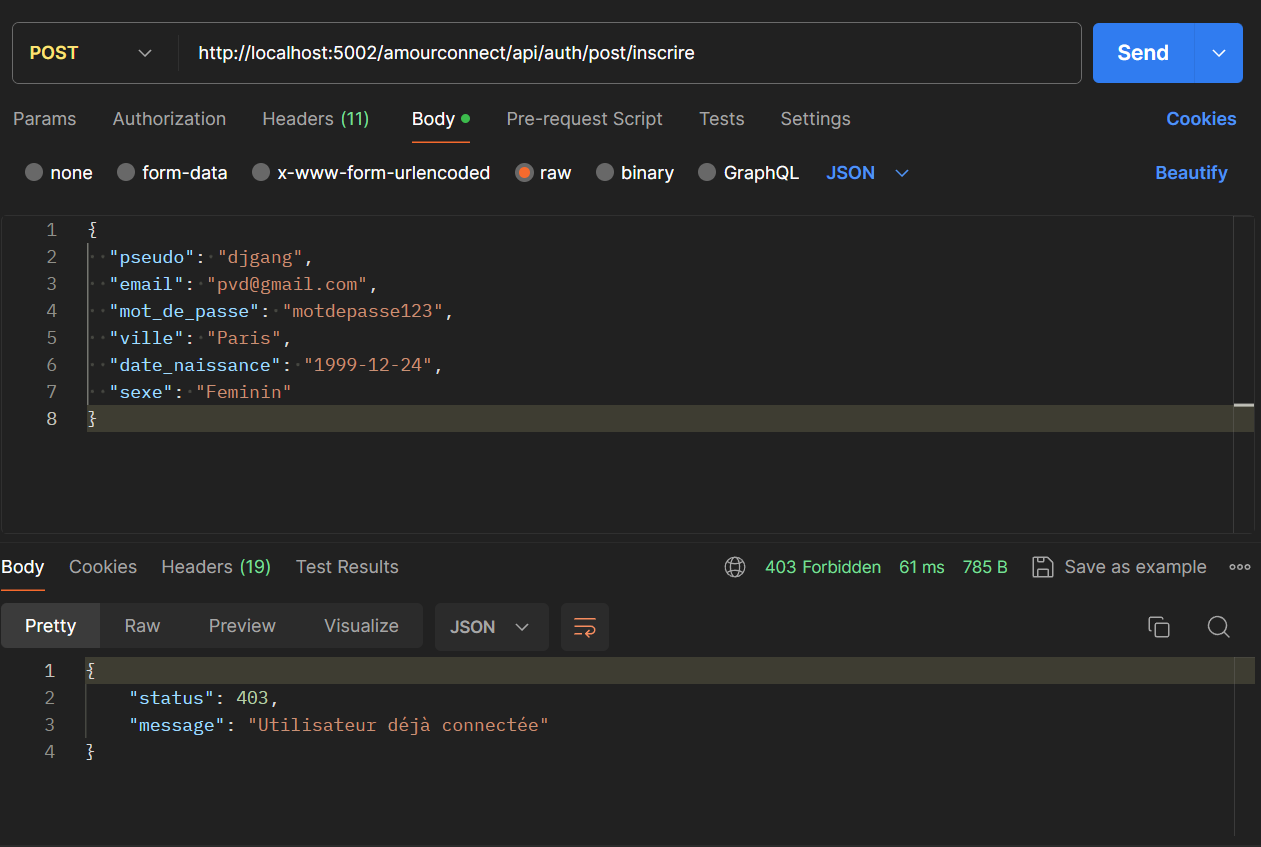 POST http://localhost:5002/amourconnect/api/auth/post/inscrire Send
Params Authorization Headers (11) Body Pre-request Script Tests Settings Cookies
none form-data x-www-form-urlencoded raw binary GraphQL JSON Beautify
1 {
2 "pseudo": "djgang",
3 "email": "pvd@gmail.com",
4 "mot_de_passe": "motdepasse123",
5 "ville": "Paris",
6 "date_naissance": "1999-12-24",
7 "sexe": "Feminin"
8 }
Body Cookies Headers (19) Test Results 403 Forbidden 61 ms 785 B Save as example
Pretty Raw Preview Visualize JSON
1 {
2 "status": 403,
3 "message": "Utilisateur déjà connectée"
4 }